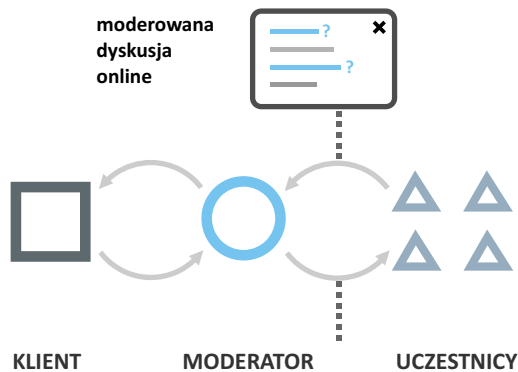 moderowana
dyskusja
online
?
?
KLIENT
MODERATOR
UCZESTNICY